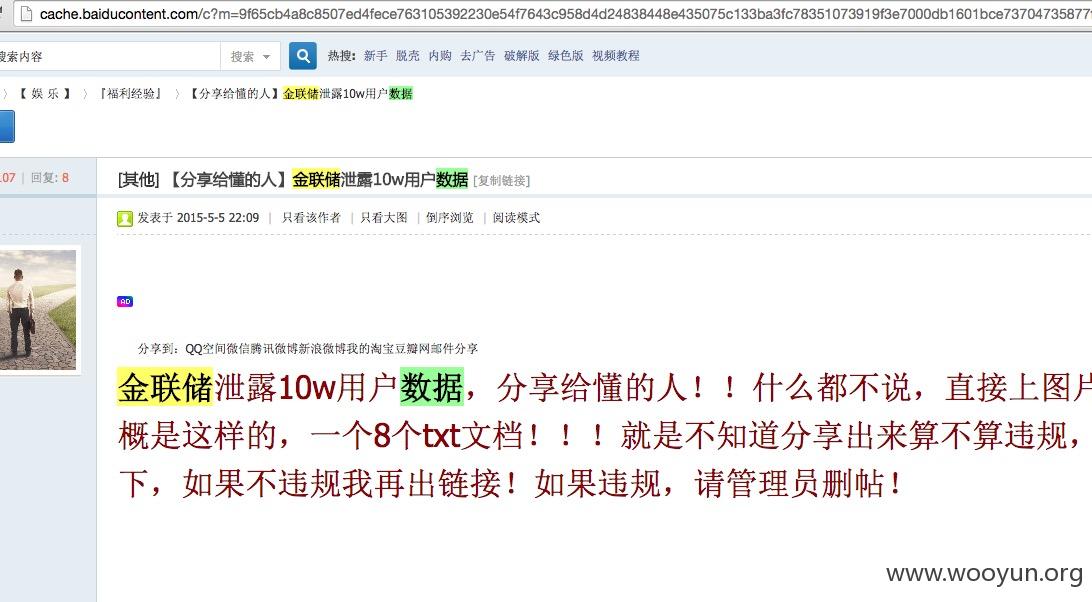 cache.baiducontent.com/c?m=9f65cb4a8c8507ed4fece763105392230e54f7643c958d4d24838448e435075c133ba3fc78351073919f3e7000db1601bce73704735877
搜索内容 搜索 热搜: 新手 脱壳 内购 去广告 破解版 绿色版 视频教程
〉【 娱 乐 】 〉『福利经验』 〉【分享给懂的人】金联储泄露10w用户数据
107 | 回复: 8
[其他] 【分享给懂的人】金联储泄露10w用户数据 [复制链接]
发表于 2015-5-5 22:09 | 只看该作者 | 只看大图 | 倒序浏览 | 阅读模式
AD
分享到: QQ空间微信腾讯微博新浪微博我的淘宝豆瓣网邮件分享
金联储泄露10w用户数据，分享给懂的人！！什么都不说，直接上图片
概是这样的，一个8个txt文档！！！就是不知道分享出来算不算违规，
下，如果不违规我再出链接！如果违规，请管理员删帖！
www.wooyun.org